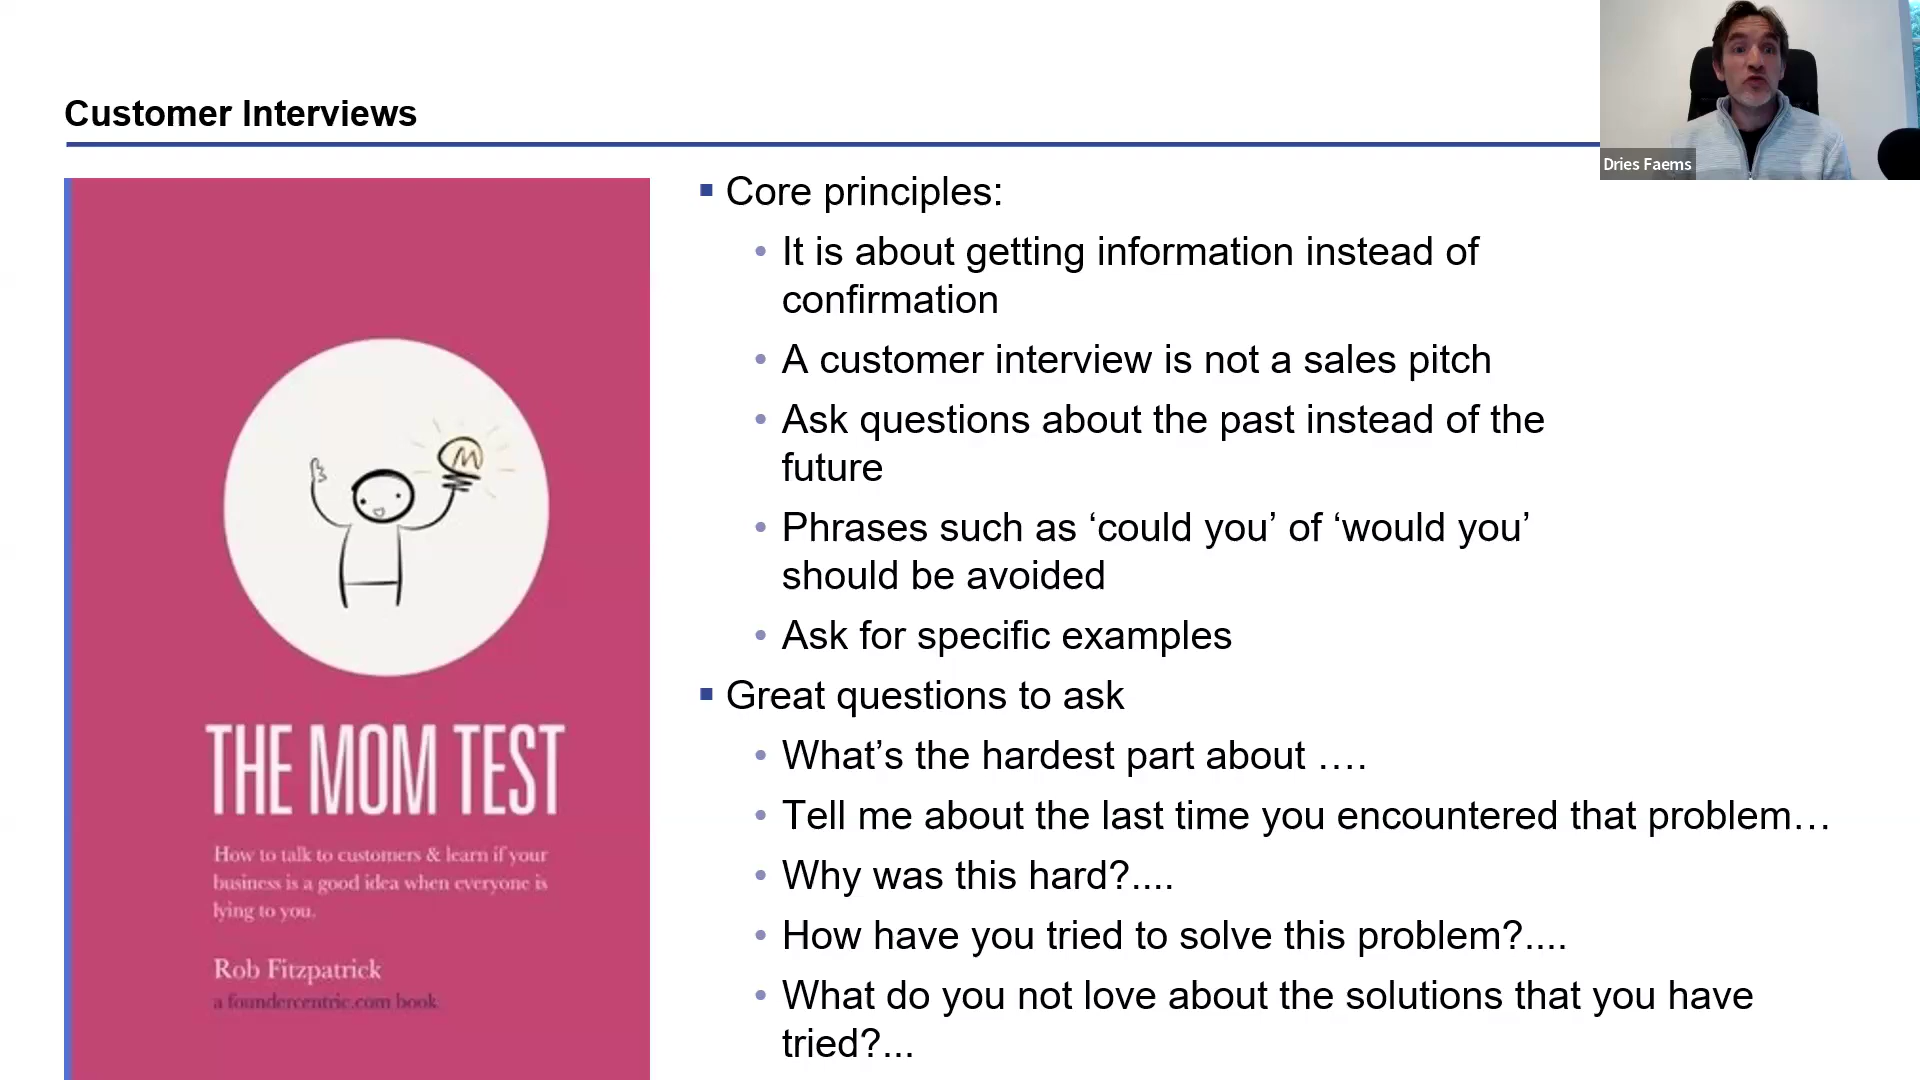 Customer Interviews
Dries Faems
M
THE MOM TEST
How to talk to customers & learn if your
business is a good idea when everyone is
lying to you.
Rob Fitzpatrick
a foundercentric.com book
Core principles:
It is about getting information instead of
confirmation
A customer interview is not a sales pitch
Ask questions about the past instead of the
future
Phrases such as ‘could you’ of ‘would you’
should be avoided
Ask for specific examples
Great questions to ask
What’s the hardest part about ….
Tell me about the last time you encountered that problem…
Why was this hard?....
How have you tried to solve this problem?....
What do you not love about the solutions that you have
tried?...